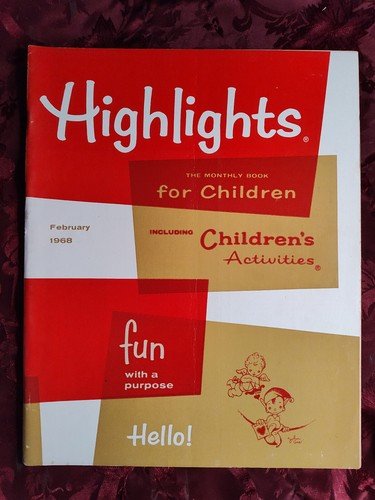 Highlights®
THE MONTHLY BOOK
for Children
February
1968
INCLUDING Children's
Activities®
fun
with a
purpose
Hello!